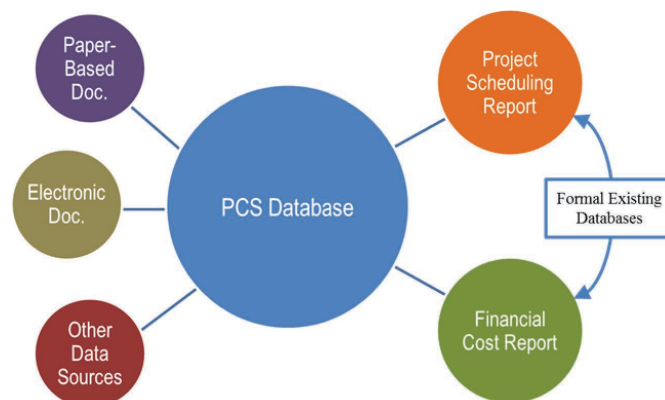 Paper-
Based
Doc.
Electronic
Doc.
Other
Data
Sources
PCS Database
Project
Scheduling
Report
Formal Existing
Databases
Financial
Cost Report